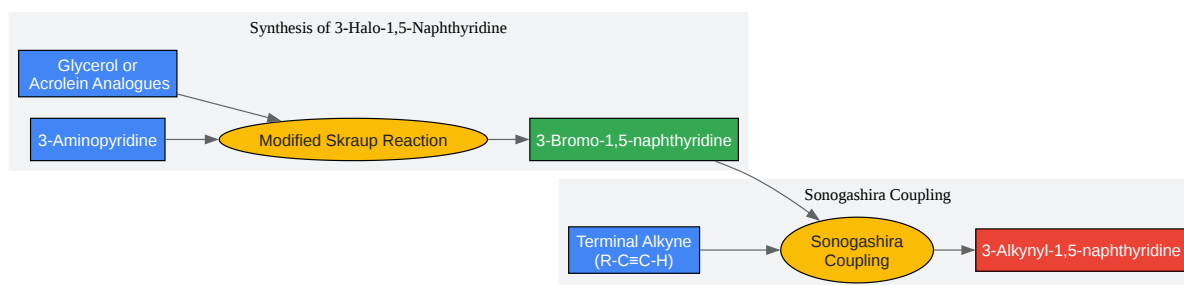 Synthesis of 3-Halo-1,5-Naphthyridine
Glycerol or
Acrolein Analogues
3-Aminopyridine
Modified Skraup Reaction
3-Bromo-1,5-naphthyridine
Sonogashira Coupling
Terminal Alkyne
(R-C≡C-H)
Sonogashira
Coupling
3-Alkynyl-1,5-naphthyridine